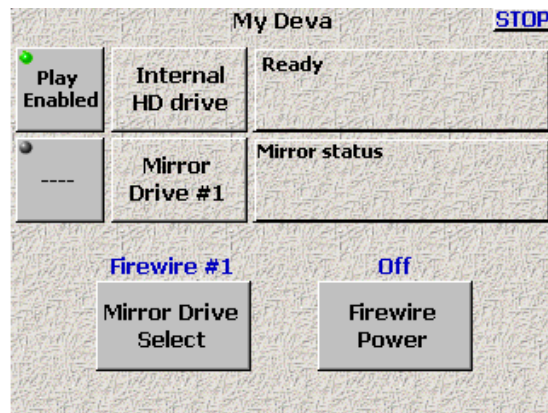 My Deva STOP
Play
Enabled
Internal
HD drive
Ready
----
Mirror
Drive #1
Mirror status
Firewire #1 Off
Mirror Drive
Select
Firewire
Power